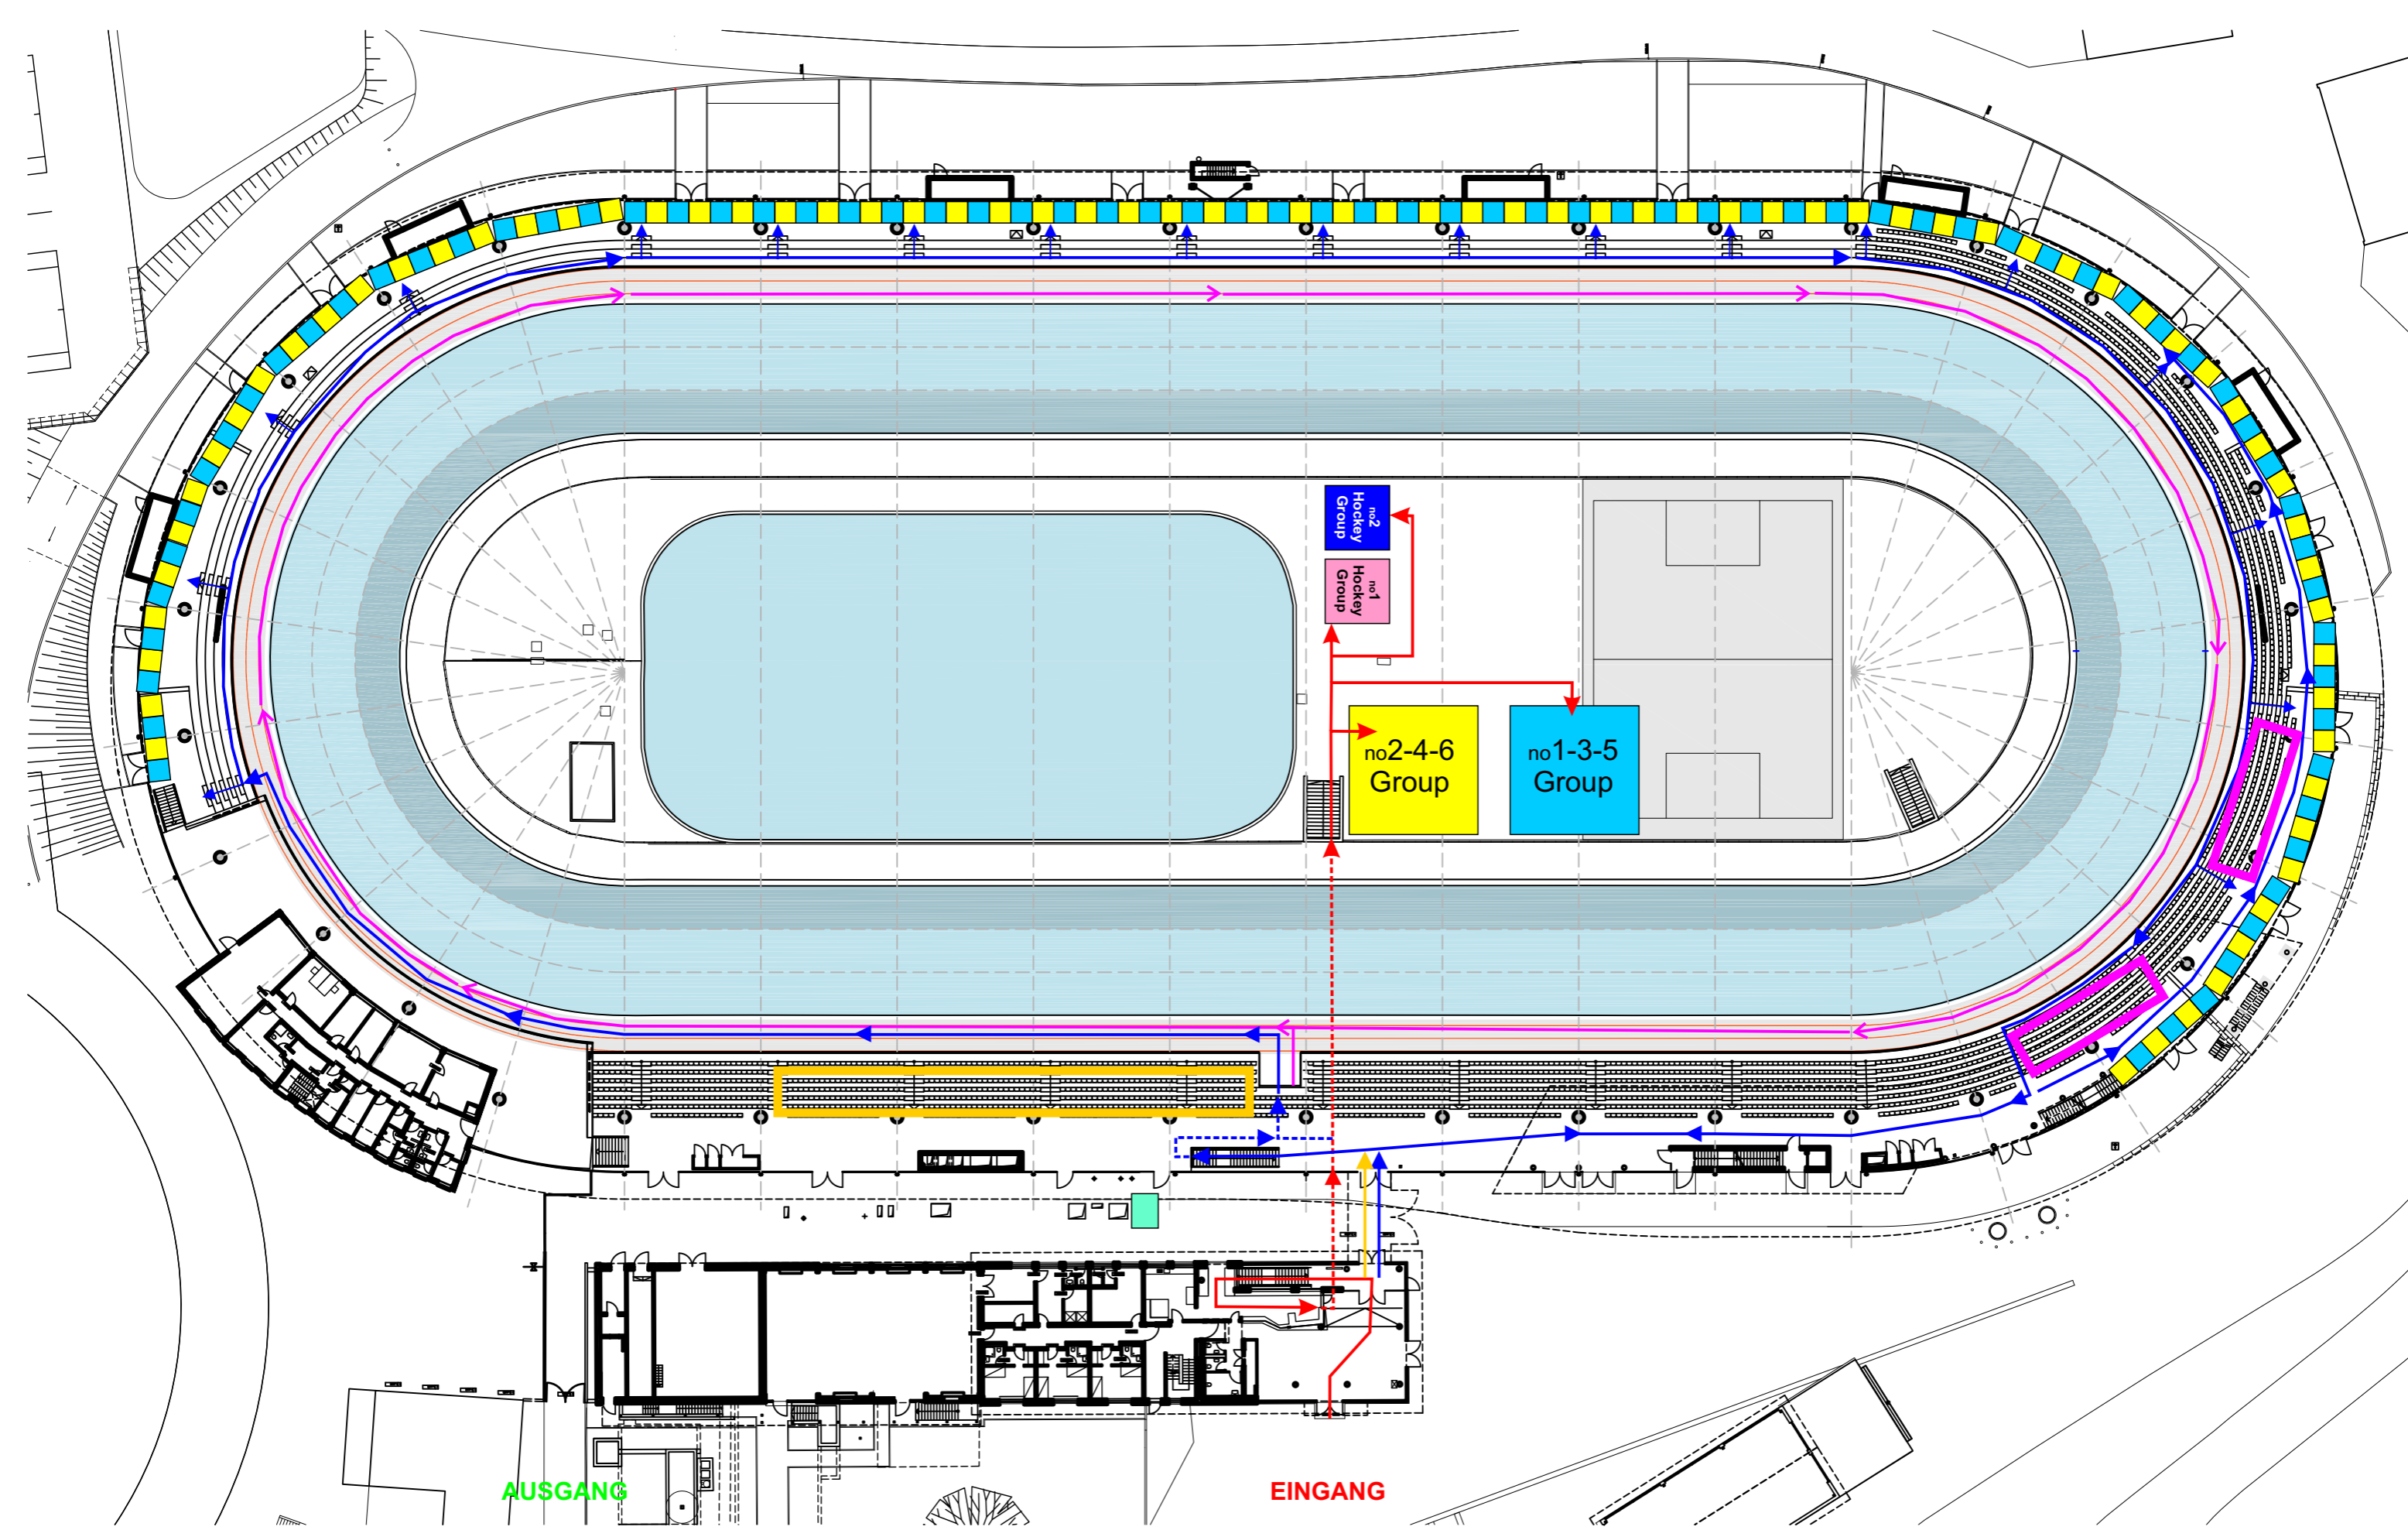 no2
Hockey
Group
no1
Hockey
Group
no2-4-6
Group
no1-3-5
Group
AUSGANG
EINGANG